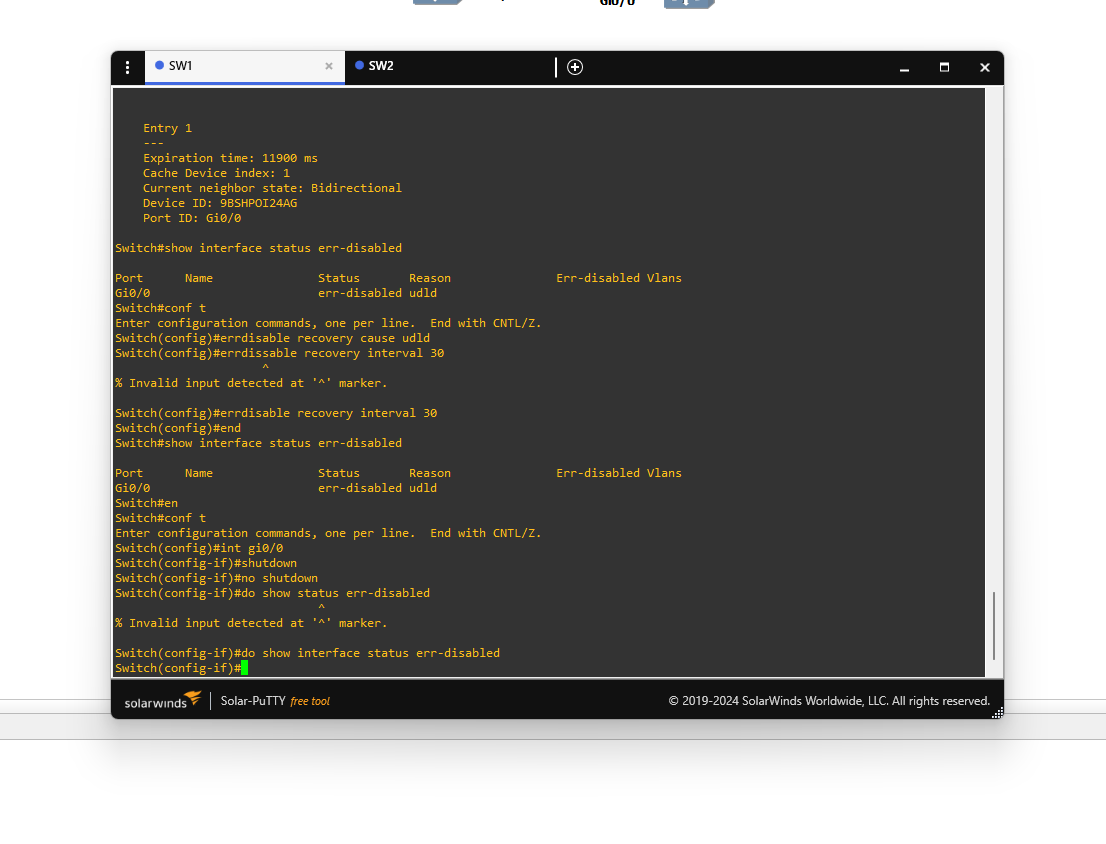 Gi0/0
SW1
SW2
Entry 1
---
Expiration time: 11900 ms
Cache Device index: 1
Current neighbor state: Bidirectional
Device ID: 9BSHPOI24AG
Port ID: Gi0/0
Switch#show interface status err-disabled
Port Name Status Reason Err-disabled Vlans
Gi0/0 err-disabled udld
Switch#conf t
Enter configuration commands, one per line. End with CNTL/Z.
Switch(config)#errdisable recovery cause udld
Switch(config)#errdissable recovery interval 30
^
% Invalid input detected at '^' marker.
Switch(config)#errdisable recovery interval 30
Switch(config)#end
Switch#show interface status err-disabled
Port Name Status Reason Err-disabled Vlans
Gi0/0 err-disabled udld
Switch#en
Switch#conf t
Enter configuration commands, one per line. End with CNTL/Z.
Switch(config)#int gi0/0
Switch(config-if)#shutdown
Switch(config-if)#no shutdown
Switch(config-if)#do show status err-disabled
^
% Invalid input detected at '^' marker.
Switch(config-if)#do show interface status err-disabled
Switch(config-if)#
solarwinds Solar-PuTTY free tool © 2019-2024 SolarWinds Worldwide, LLC. All rights reserved.